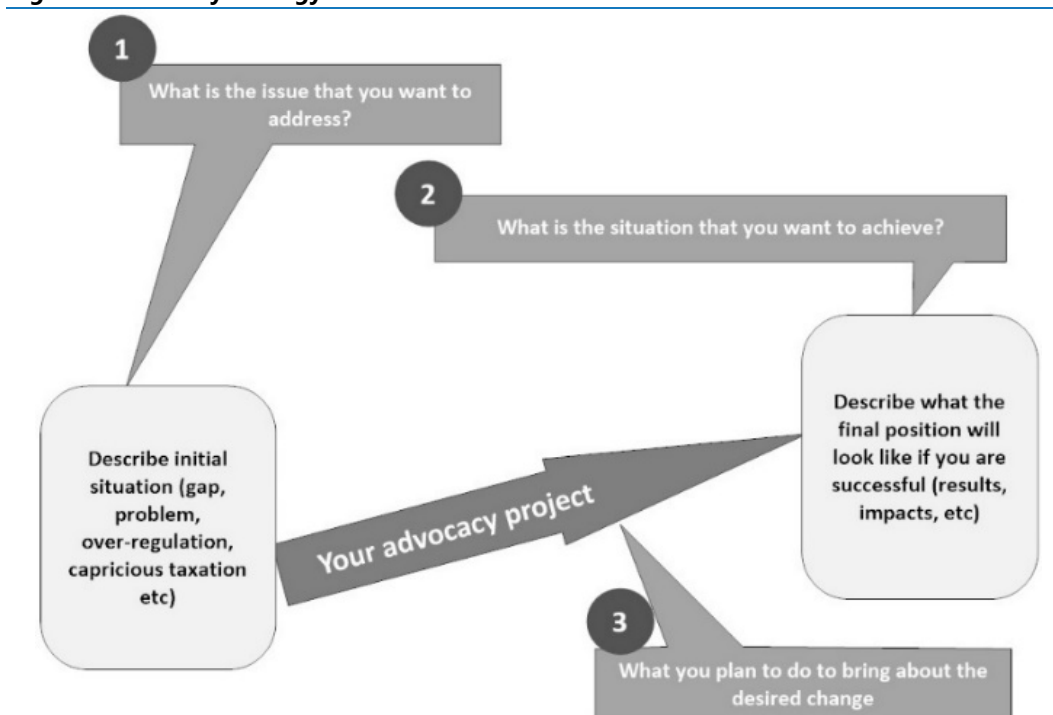 1
What is the issue that you want to
address?
2
What is the situation that you want to achieve?
Describe initial
situation (gap,
problem,
over-regulation,
capricious taxation
etc)
Your advocacy project
Describe what the
final position will
look like if you are
successful (results,
impacts, etc)
3
What you plan to do to bring about the
desired change